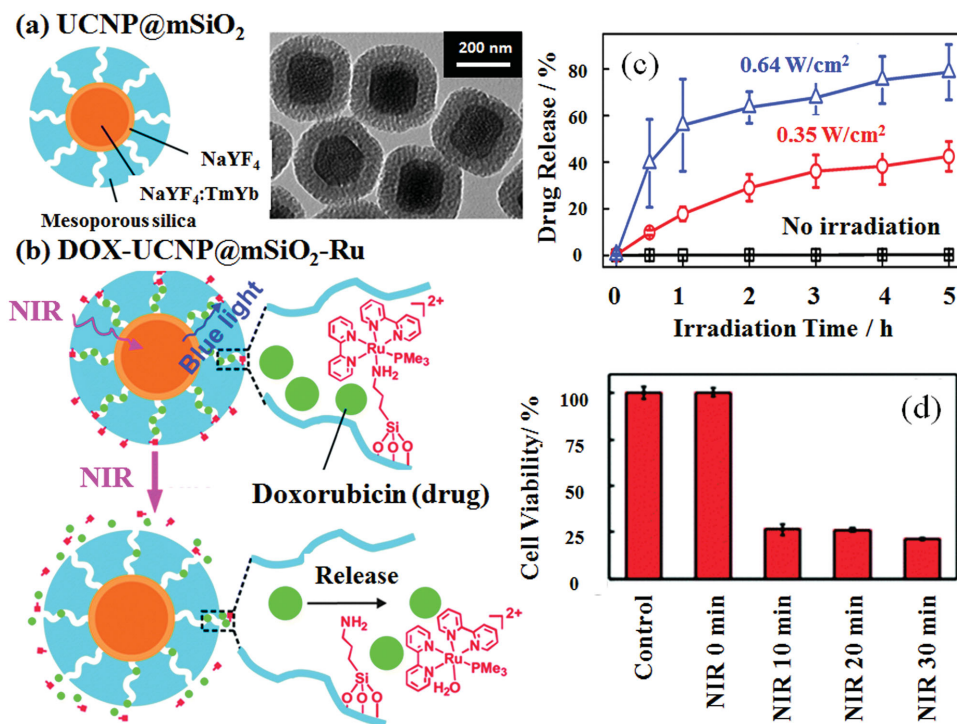 (a) UCNP@mSiO₂
200 nm
NaYF₄
NaYF₄:TmYb
Mesoporous silica
(b) DOX-UCNP@mSiO₂-Ru
NIR
Blue light
2+
N
N
N
N
Ru
PMe₃
NH₂
Si
O O O
Doxorubicin (drug)
NIR
Release
NH₂
Si
O O O
2+
N
N
N
N
Ru
PMe₃
H₂O
(c)
Drug Release / %
80
60
40
20
0
0.64 W/cm²
0.35 W/cm²
No irradiation
0 1 2 3 4 5
Irradiation Time / h
(d)
Cell Viability/ %
100
75
50
25
0
Control
NIR 0 min
NIR 10 min
NIR 20 min
NIR 30 min